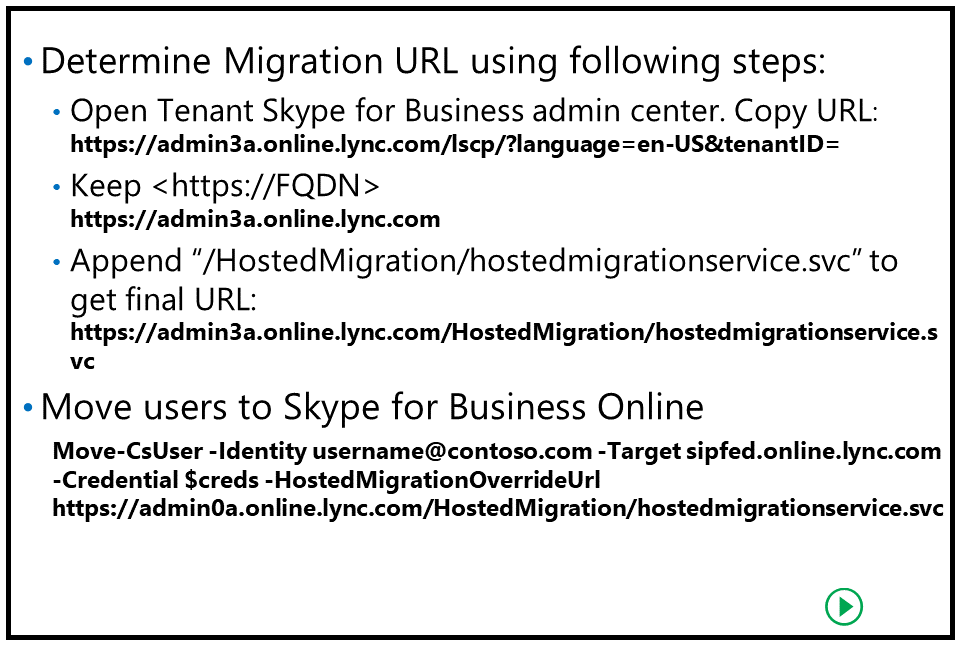 • Determine Migration URL using following steps:
• Open Tenant Skype for Business admin center. Copy URL:
https://admin3a.online.lync.com/lscp/?language=en-US&tenantID=
• Keep <https://FQDN>
https://admin3a.online.lync.com
• Append “/HostedMigration/hostedmigrationservice.svc” to
get final URL:
https://admin3a.online.lync.com/HostedMigration/hostedmigrationservice.s
vc
• Move users to Skype for Business Online
Move-CsUser -Identity username@contoso.com -Target sipfed.online.lync.com
-Credential $creds -HostedMigrationOverrideUrl
https://admin0a.online.lync.com/HostedMigration/hostedmigrationservice.svc